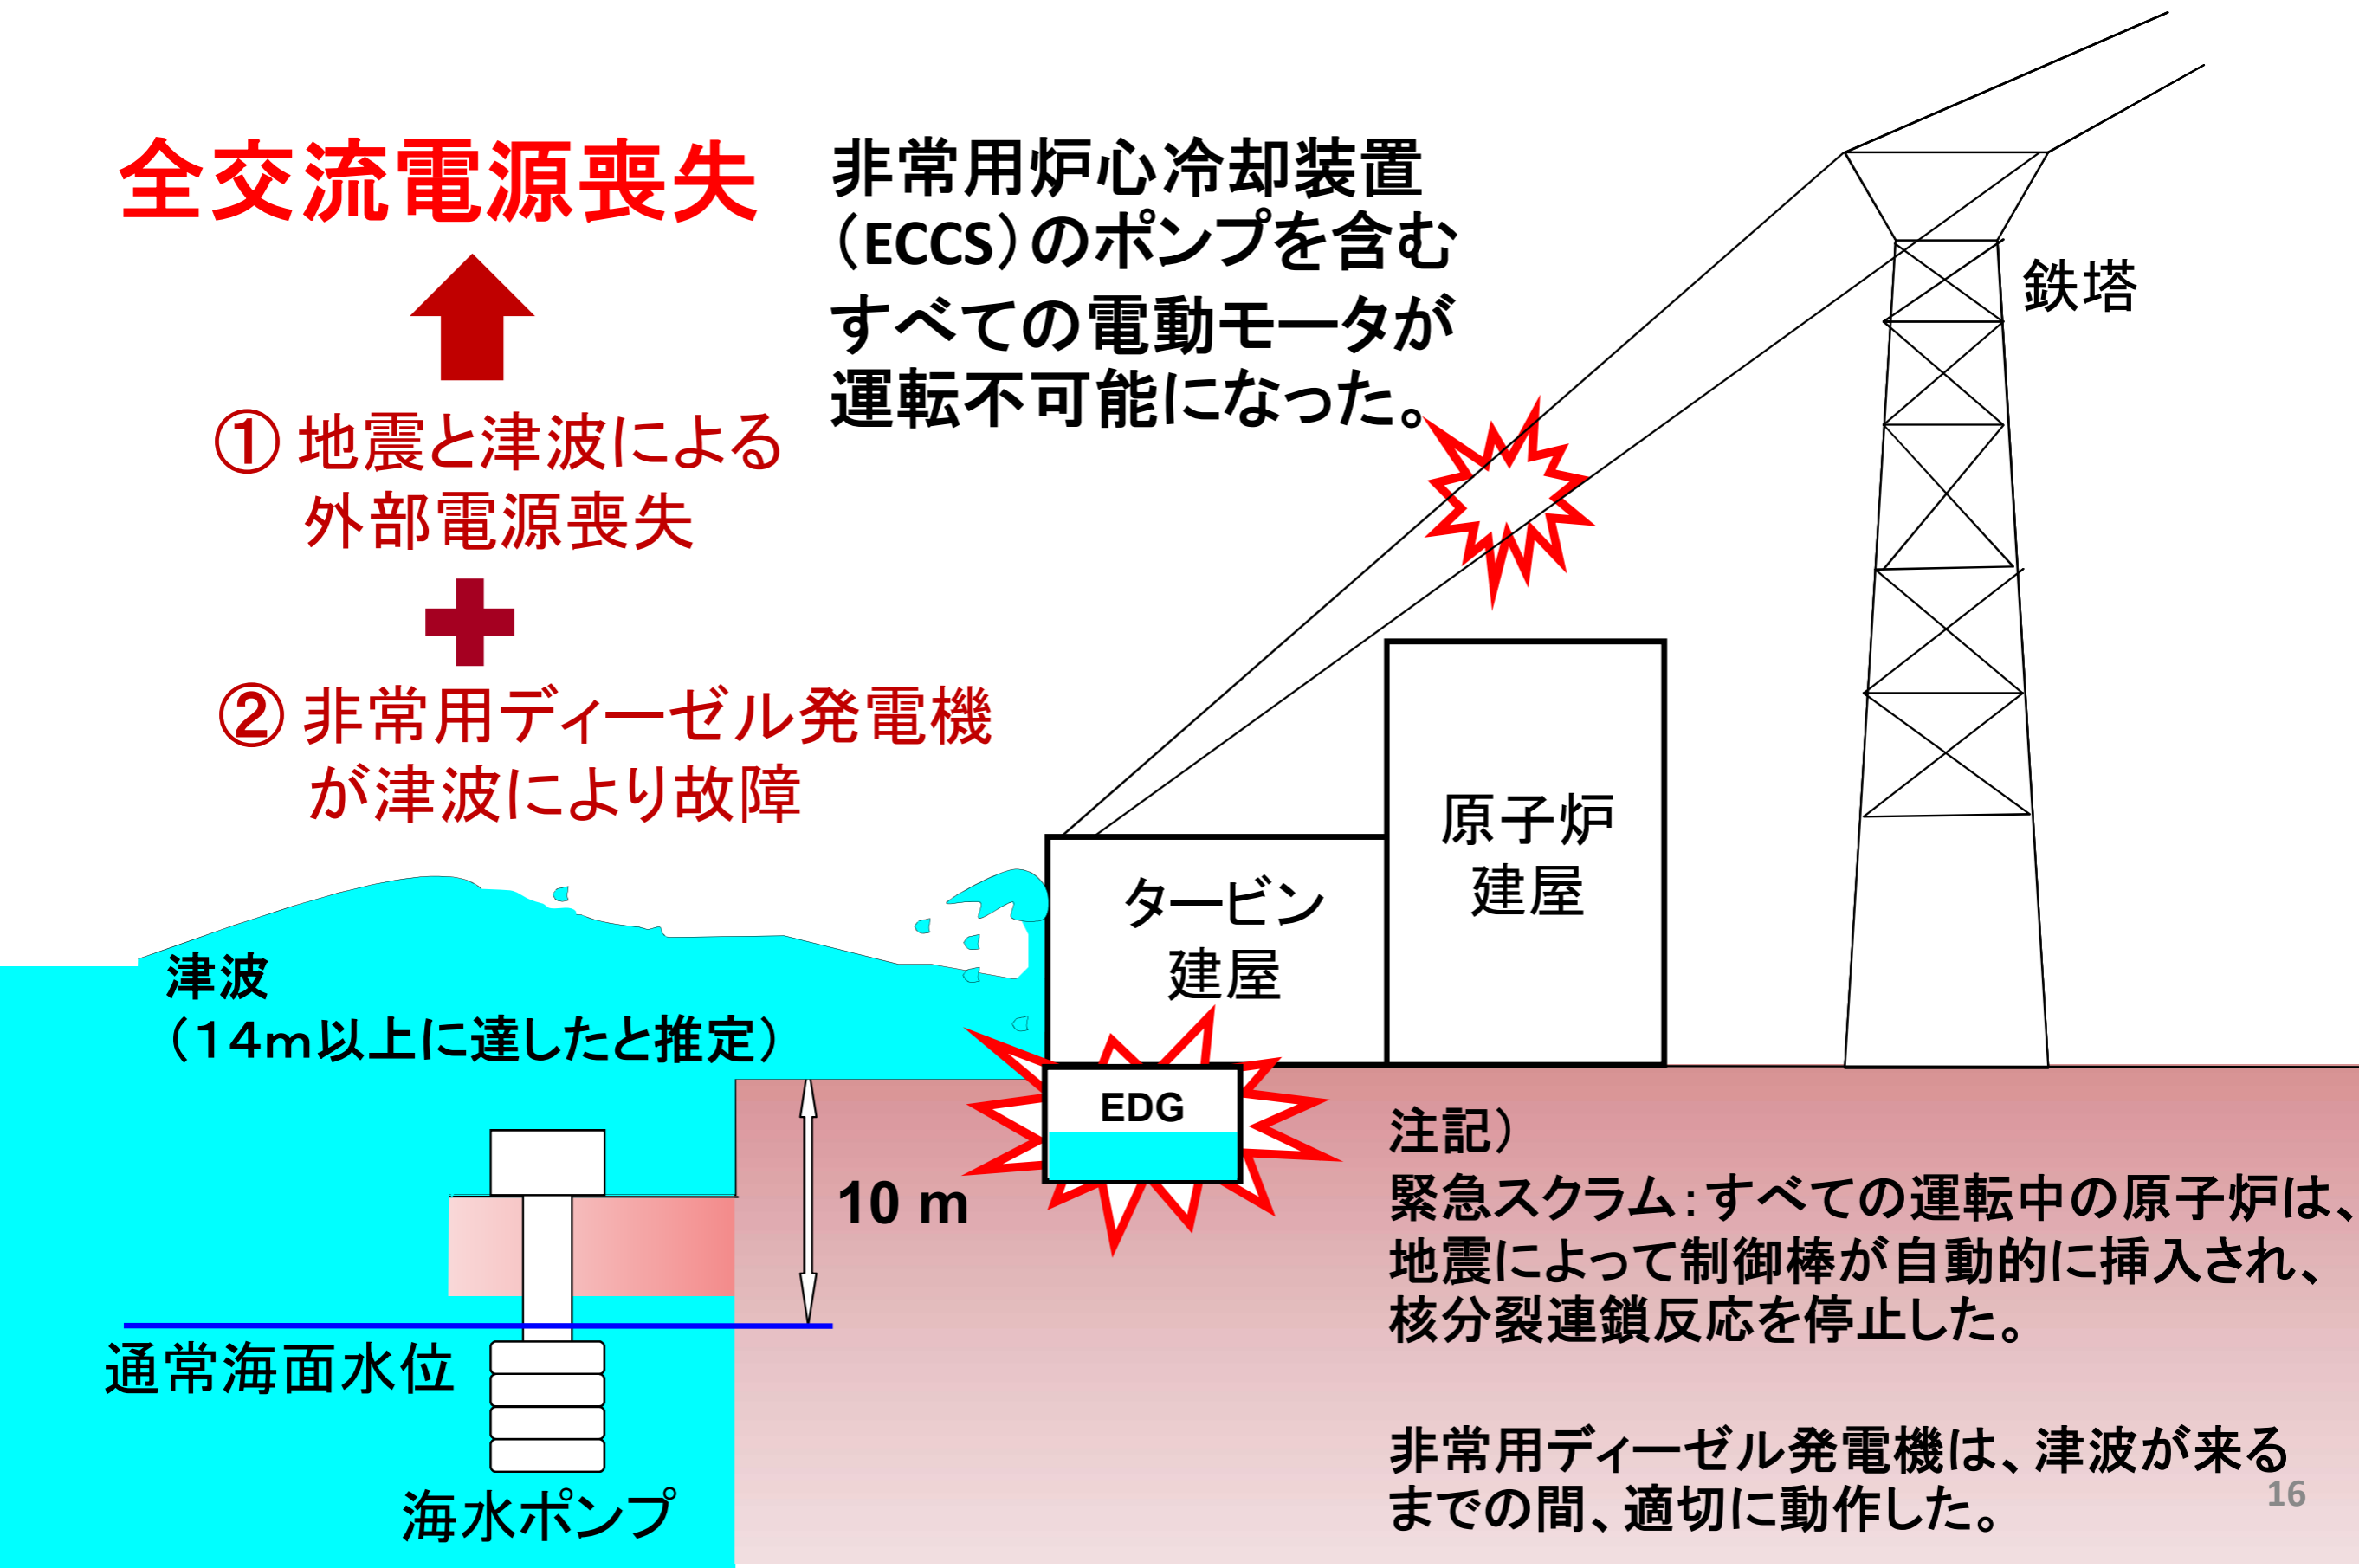 全交流電源喪失
① 地震と津波による
外部電源喪失
② 非常用ディーゼル発電機
が津波により故障
非常用炉心冷却装置
（ECCS）のポンプを含む
すべての電動モータが
運転不可能になった。
鉄塔
原子炉
建屋
タービン
建屋
津波
（14m以上に達したと推定）
EDG
10 m
通常海面水位
海水ポンプ
注記）
緊急スクラム：すべての運転中の原子炉は、
地震によって制御棒が自動的に挿入され、
核分裂連鎖反応を停止した。
非常用ディーゼル発電機は、津波が来る
までの間、適切に動作した。
16